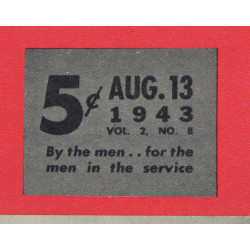 5¢ AUG. 13
1943
VOL. 2, NO. 8
By the men . . for the
men in the service